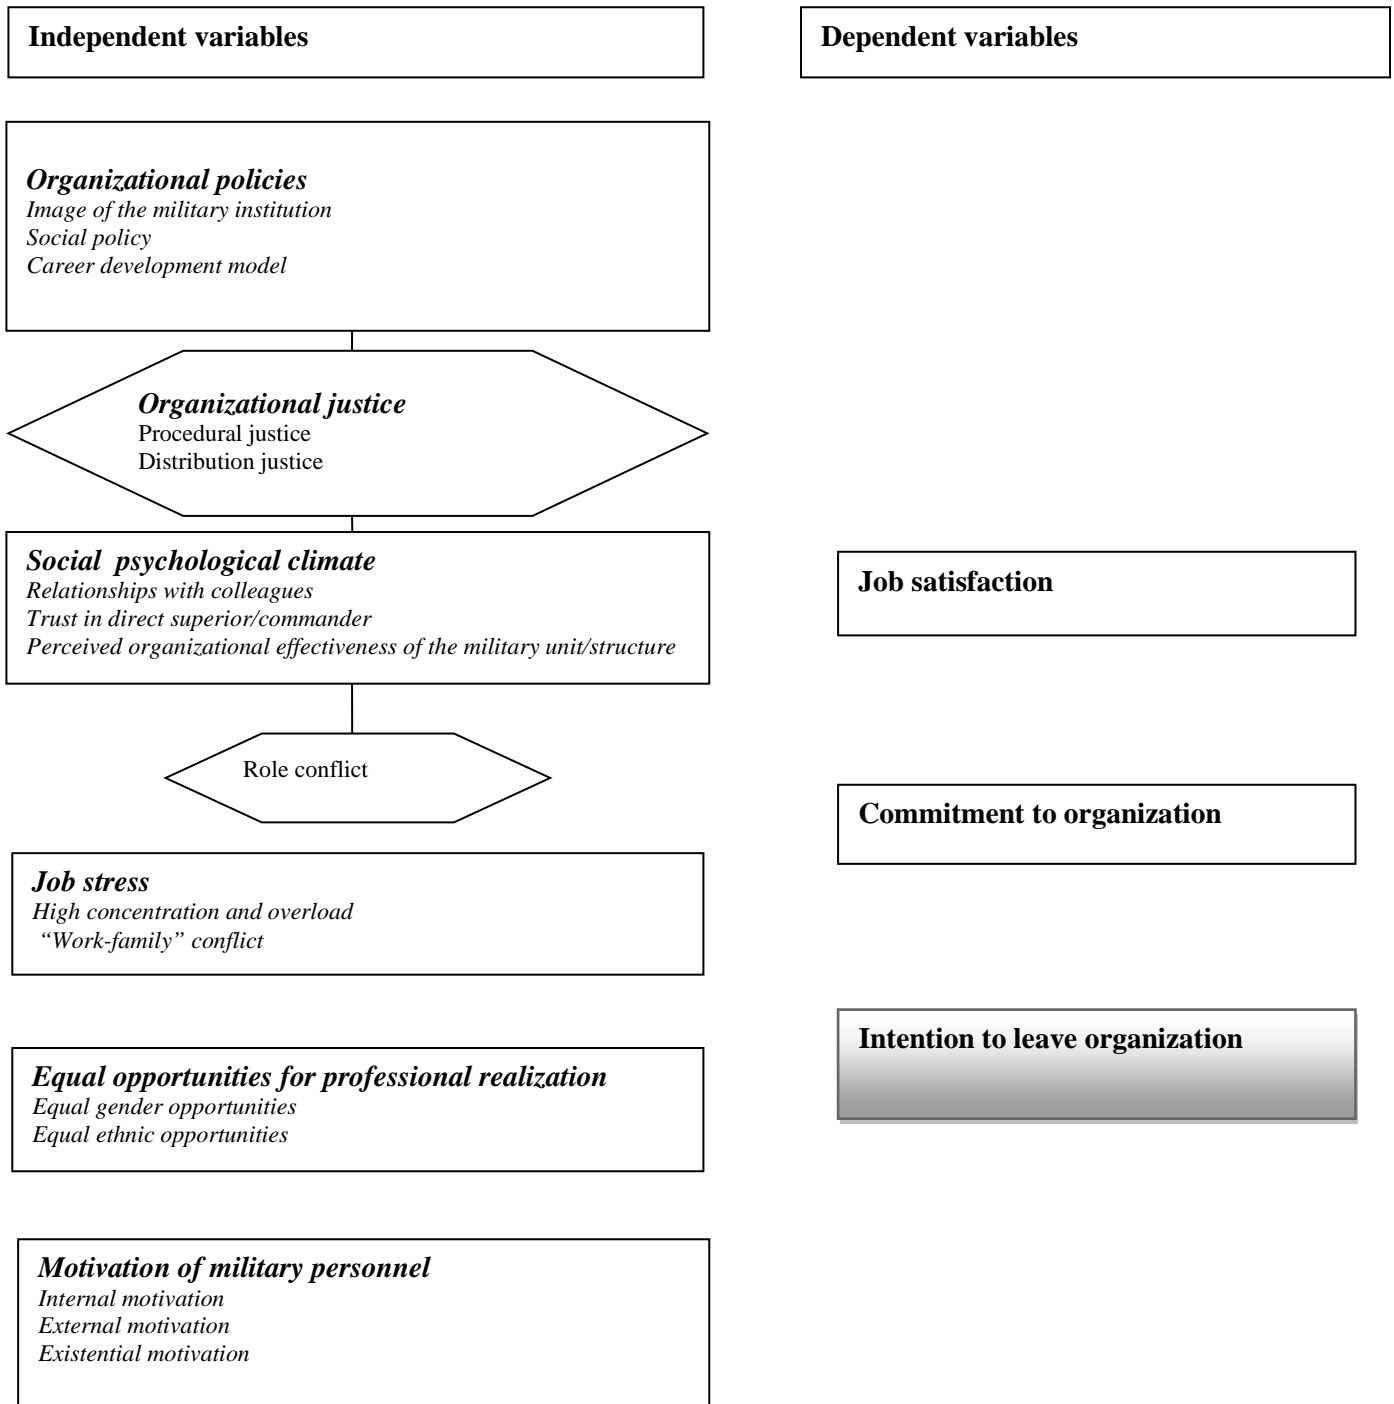 Independent variables
Dependent variables
Organizational policies
Image of the military institution
Social policy
Career development model
Organizational justice
Procedural justice
Distribution justice
Social psychological climate
Relationships with colleagues
Trust in direct superior/commander
Perceived organizational effectiveness of the military unit/structure
Job satisfaction
Role conflict
Commitment to organization
Job stress
High concentration and overload
“Work-family” conflict
Intention to leave organization
Equal opportunities for professional realization
Equal gender opportunities
Equal ethnic opportunities
Motivation of military personnel
Internal motivation
External motivation
Existential motivation